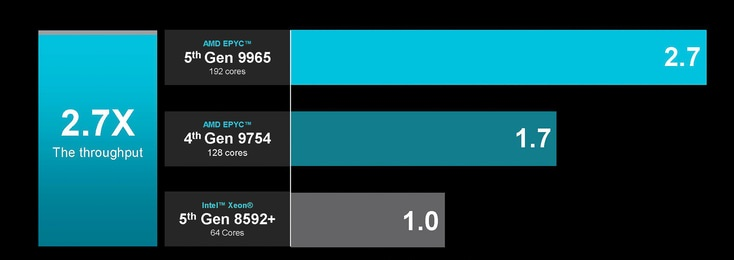 2.7X
The throughput
AMD EPYC™
5th Gen 9965
192 cores
2.7
AMD EPYC™
4th Gen 9754
128 cores
1.7
Intel™ Xeon®
5th Gen 8592+
64 Cores
1.0